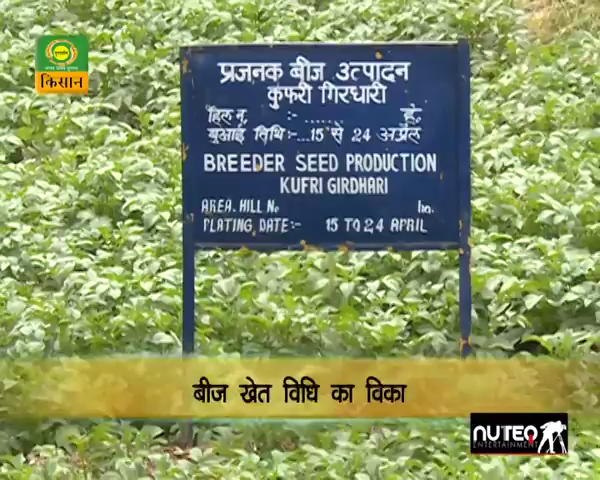 किसान
प्रजनक बीज उत्पादन
कुफरी गिरधारी
हिल न. :- ...... है.
बुआई तिथि:-...15 से 24 अप्रैल
BREEDER SEED PRODUCTION
KUFRI GIRDHARI
AREA. HILL No ha.
PLATING DATE:- 15 TO 24 APRIL
बीज खेत विधि का विका
NUTEQ
ENTERTAINMENT